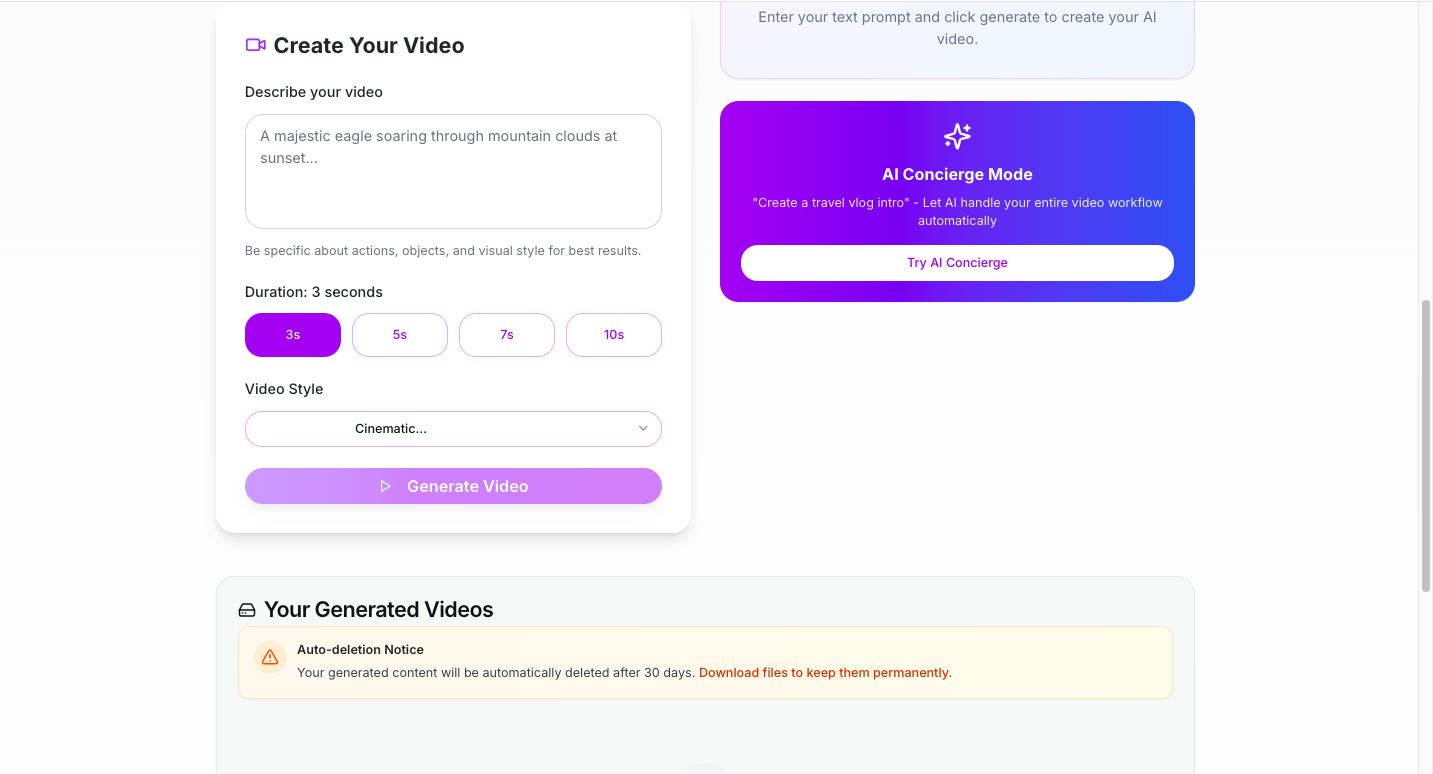 Create Your Video
Describe your video
A majestic eagle soaring through mountain clouds at
sunset...
Be specific about actions, objects, and visual style for best results.
Duration: 3 seconds
3s
5s
7s
10s
Video Style
Cinematic...
Generate Video
Enter your text prompt and click generate to create your AI
video.
AI Concierge Mode
"Create a travel vlog intro" - Let AI handle your entire video workflow
automatically
Try AI Concierge
Your Generated Videos
Auto-deletion Notice
Your generated content will be automatically deleted after 30 days. Download files to keep them permanently.